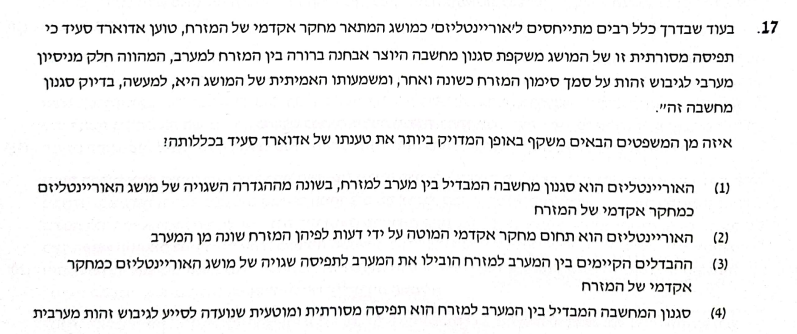 17. בעוד שבדרך כלל רבים מתייחסים ל׳אוריינטליזם׳ כמושג המתאר מחקר אקדמי של המזרח, טוען אדוארד סעיד כי
תפיסה מסורתית זו של המושג משקפת סגנון מחשבה היוצר אבחנה ברורה בין המזרח למערב, המהווה חלק מניסיון
מערבי לגיבוש זהות על סמך סימון המזרח כשונה ואחר, ומשמעותו האמיתית של המושג היא, למעשה, בדיוק סגנון
מחשבה זה״.
איזה מן המשפטים הבאים משקף באופן המדויק ביותר את טענתו של אדוארד סעיד בכללותה?
(1) האוריינטליזם הוא סגנון מחשבה המבדיל בין מערב למזרח, בשונה מההגדרה השגויה של מושג האוריינטליזם
כמחקר אקדמי של המזרח
(2) האוריינטליזם הוא תחום מחקר אקדמי המוטה על ידי דעות לפיהן המזרח שונה מן המערב
(3) ההבדלים הקיימים בין המערב למזרח הובילו את המערב לתפיסה שגויה של מושג האוריינטליזם כמחקר
אקדמי של המזרח
(4) סגנון המחשבה המבדיל בין המערב למזרח הוא תפיסה מסורתית ומוטעית שנועדה לסייע לגיבוש זהות מערבית